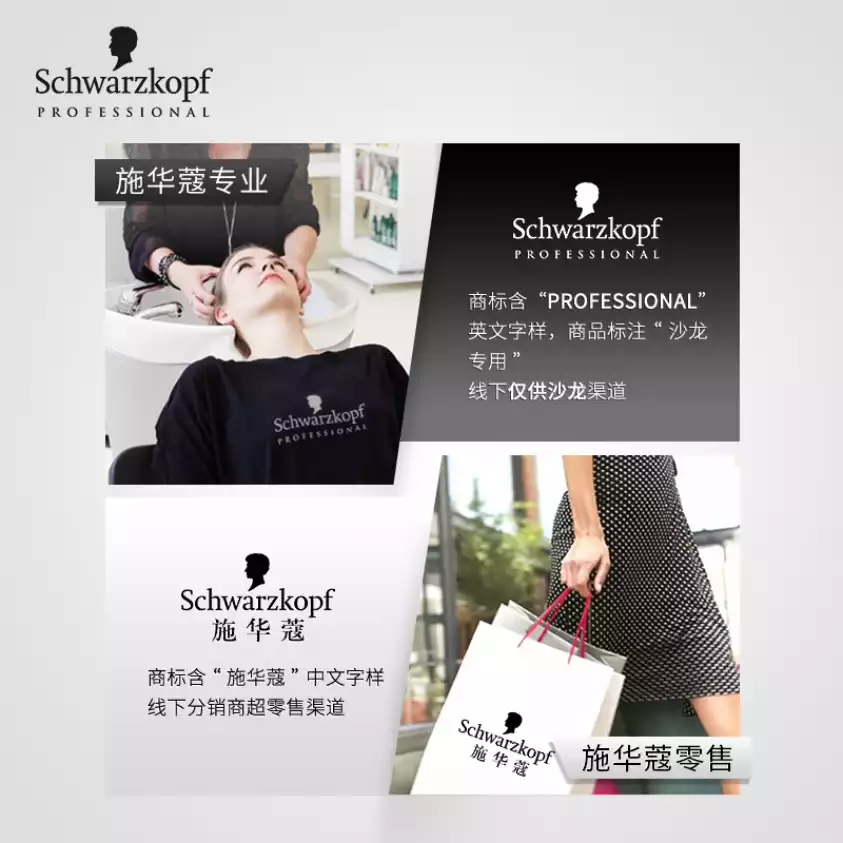 Schwarzkopf
PROFESSIONAL
施华蔻专业
Schwarzkopf
PROFESSIONAL
商标含“PROFESSIONAL”
英文字样，商品标注“沙龙
专用”
线下仅供沙龙渠道
Schwarzkopf
PROFESSIONAL
Schwarzkopf
施华蔻
商标含“施华蔻”中文字样
线下分销商超零售渠道
Schwarzkopf
施华蔻
施华蔻零售